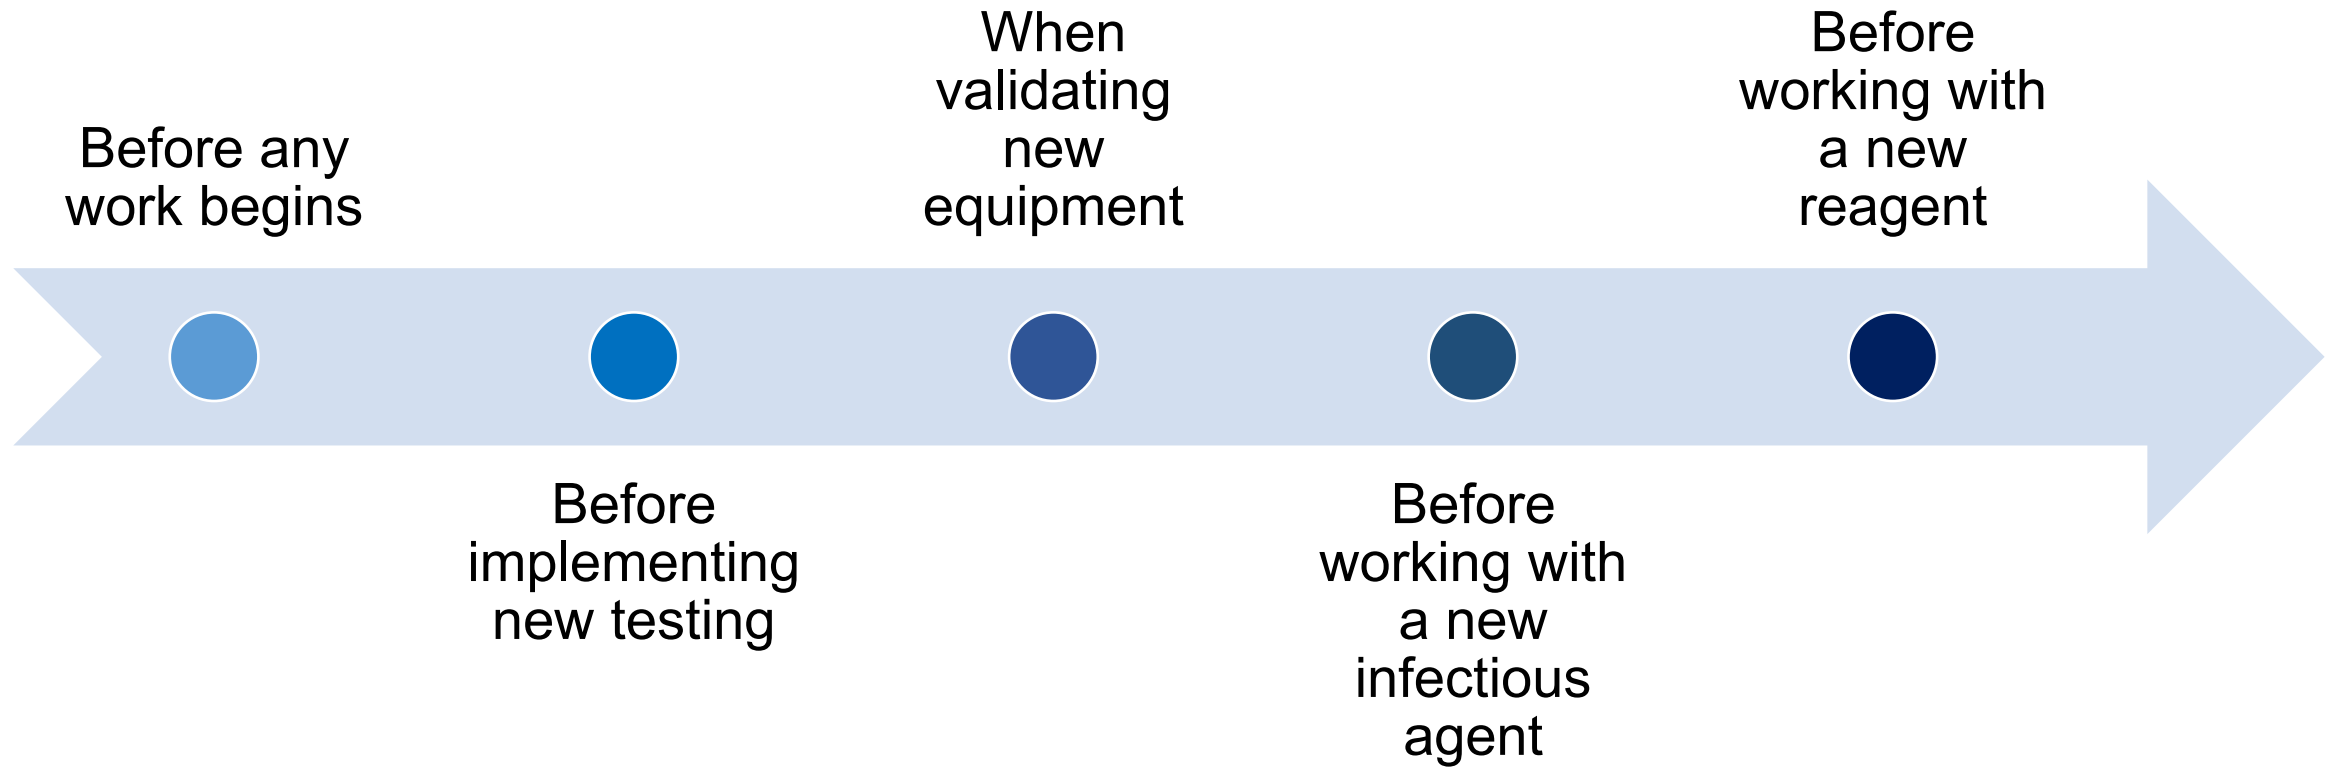 Before any
work begins
Before
implementing
new testing
When
validating
new
equipment
Before
working with
a new
infectious
agent
Before
working with
a new
reagent